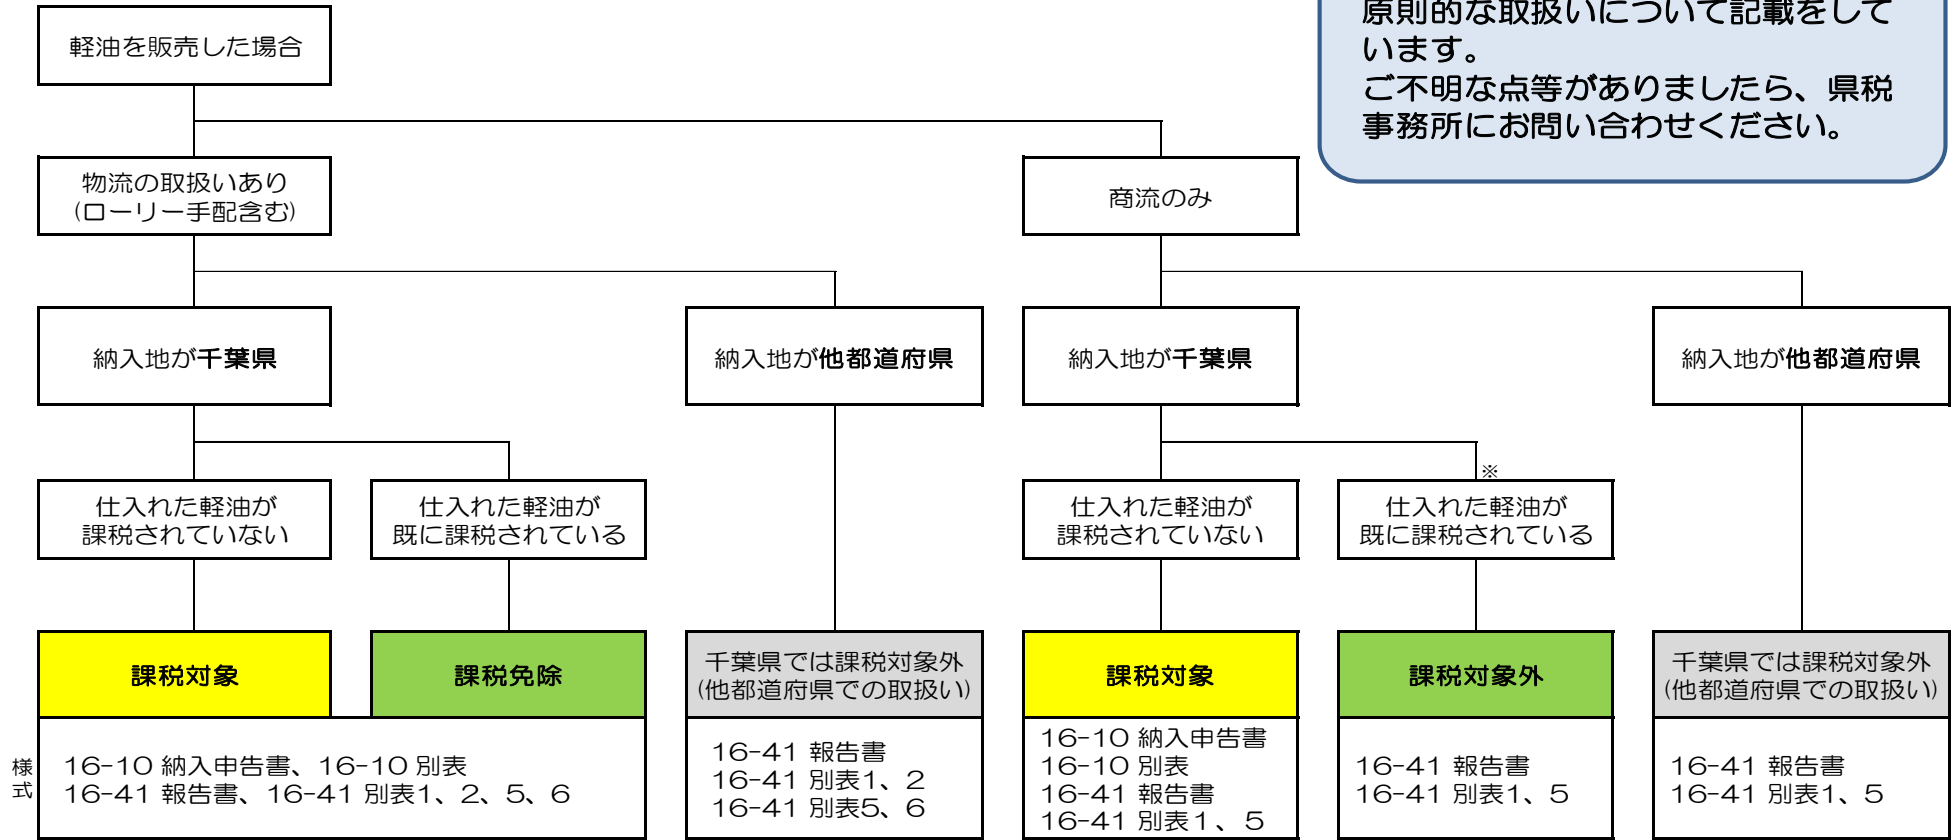 原則的な取扱いについて記載をして
います。
ご不明な点等がありましたら、県税
事務所にお問い合わせください。
軽油を販売した場合
物流の取扱いあり
(ローリー手配含む)
商流のみ
納入地が千葉県
納入地が他都道府県
納入地が千葉県
納入地が他都道府県
仕入れた軽油が
課税されていない
仕入れた軽油が
既に課税されている
仕入れた軽油が
課税されていない
※
仕入れた軽油が
既に課税されている
課税対象
課税免除
千葉県では課税対象外
(他都道府県での取扱い)
課税対象
課税対象外
千葉県では課税対象外
(他都道府県での取扱い)
様式
16-10 納入申告書、16-10 別表
16-41 報告書、16-41 別表1、2、5、6
16-41 報告書
16-41 別表1、2
16-41 別表5、6
16-10 納入申告書
16-10 別表
16-41 報告書
16-41 別表1、5
16-41 報告書
16-41 別表1、5
16-41 報告書
16-41 別表1、5